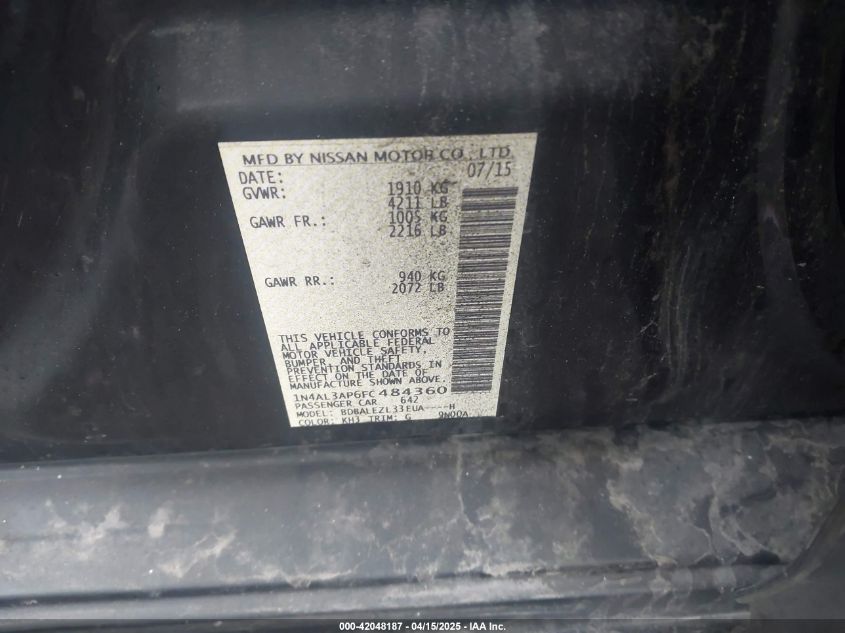 MFD BY NISSAN MOTOR CO., LTD.
DATE: 07/15
GVWR: 1910 KG
4211 LB
GAWR FR.: 1005 KG
2216 LB
GAWR RR.: 940 KG
2072 LB
THIS VEHICLE CONFORMS TO
ALL APPLICABLE FEDERAL
MOTOR VEHICLE SAFETY,
BUMPER, AND THEFT
PREVENTION STANDARDS IN
EFFECT ON THE DATE OF
MANUFACTURE SHOWN ABOVE.
1N4AL3AP6FC484360
PASSENGER CAR 642
MODEL: BDBALEZL33EUA----H
COLOR: KH3 TRIM: G 9N00A
000-42048187 - 04/15/2025 - IAA Inc.